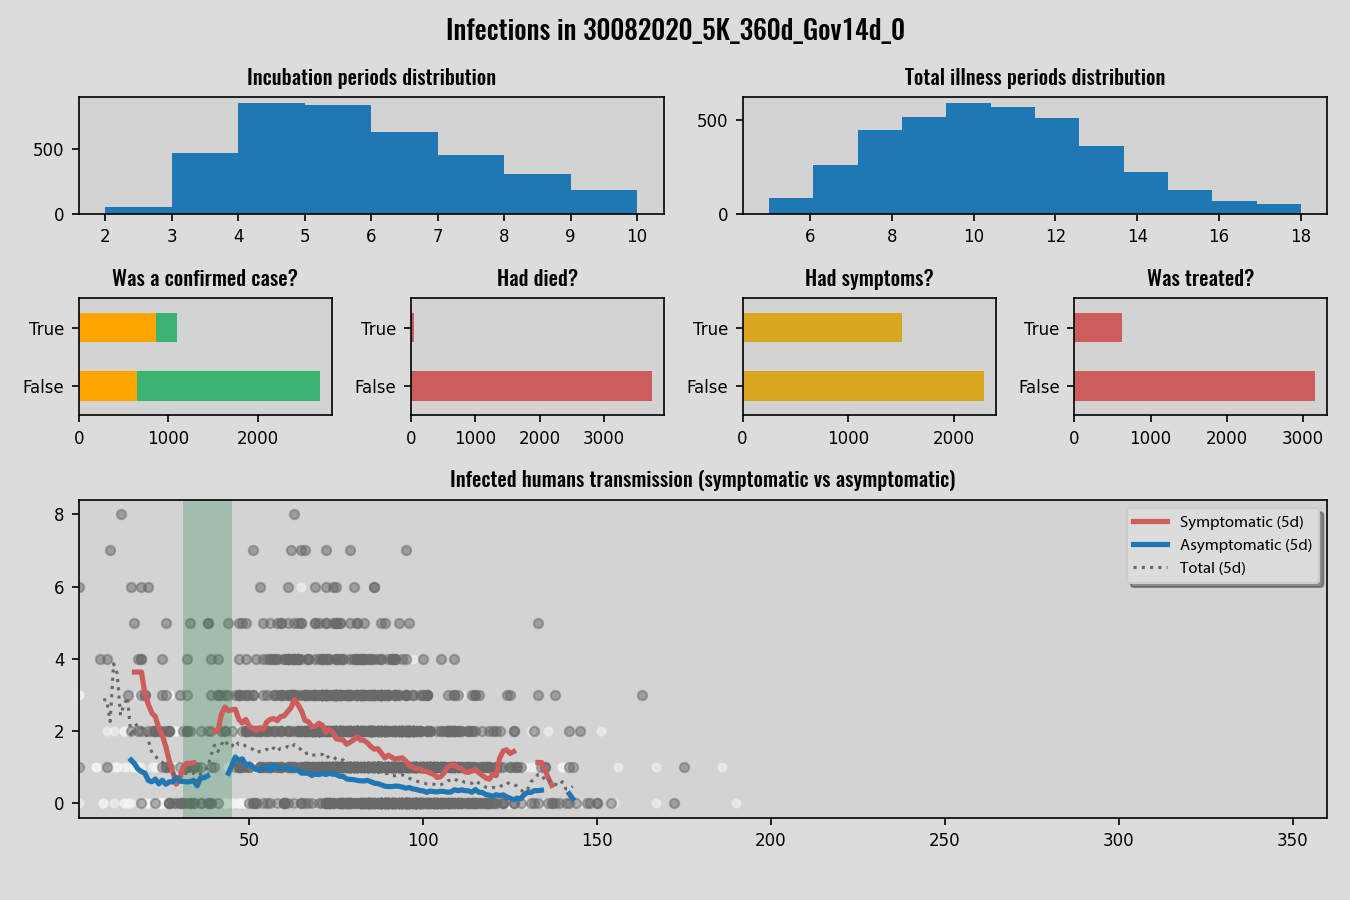 Infections in 30082020_5K_360d_Gov14d_0
Incubation periods distribution
Total illness periods distribution
500
0
2 3 4 5 6 7 8 9 10
500
0
6 8 10 12 14 16 18
Was a confirmed case?
Had died?
Had symptoms?
Was treated?
True
False
0 1000 2000
True
False
0 1000 2000 3000
True
False
0 1000 2000
True
False
0 1000 2000 3000
Infected humans transmission (symptomatic vs asymptomatic)
8
6
4
2
0
Symptomatic (5d)
Asymptomatic (5d)
Total (5d)
50 100 150 200 250 300 350